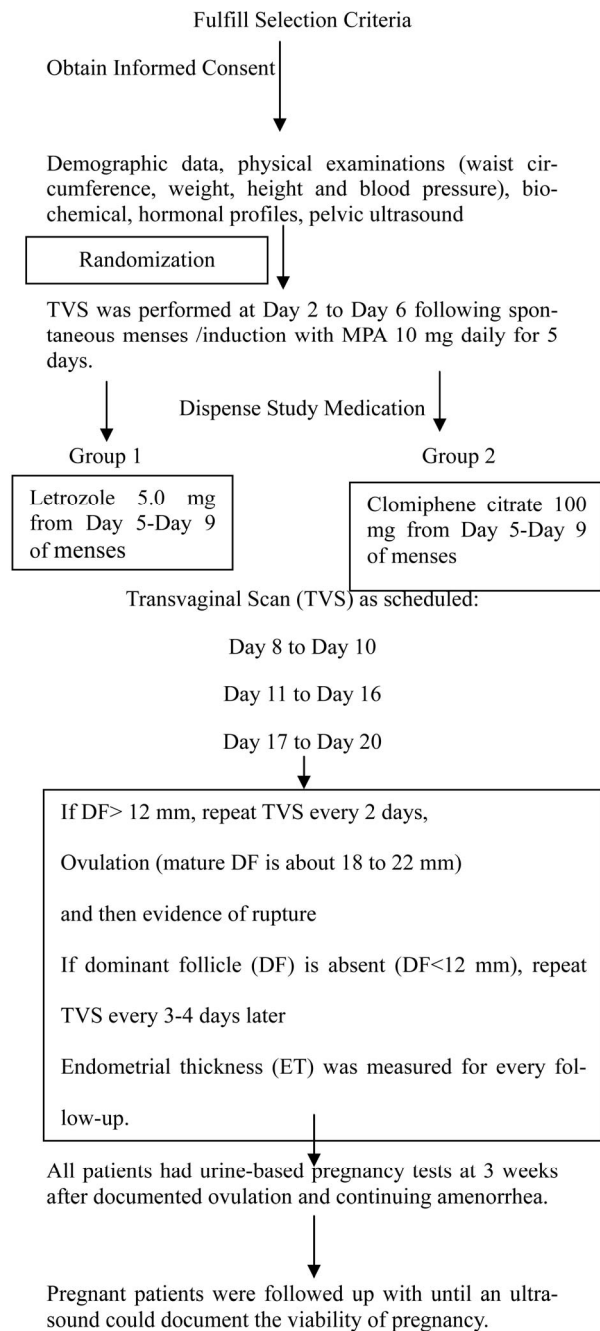 Fulfill Selection Criteria
Obtain Informed Consent
Demographic data, physical examinations (waist cir-
cumference, weight, height and blood pressure), bio-
chemical, hormonal profiles, pelvic ultrasound
Randomization
TVS was performed at Day 2 to Day 6 following spon-
taneous menses /induction with MPA 10 mg daily for 5
days.
Dispense Study Medication
Group 1
Group 2
Letrozole 5.0 mg
from Day 5-Day 9
of menses
Clomiphene citrate 100
mg from Day 5-Day 9
of menses
Transvaginal Scan (TVS) as scheduled:
Day 8 to Day 10
Day 11 to Day 16
Day 17 to Day 20
If DF> 12 mm, repeat TVS every 2 days,
Ovulation (mature DF is about 18 to 22 mm)
and then evidence of rupture
If dominant follicle (DF) is absent (DF<12 mm), repeat
TVS every 3-4 days later
Endometrial thickness (ET) was measured for every fol-
low-up.
All patients had urine-based pregnancy tests at 3 weeks
after documented ovulation and continuing amenorrhea.
Pregnant patients were followed up with until an ultra-
sound could document the viability of pregnancy.